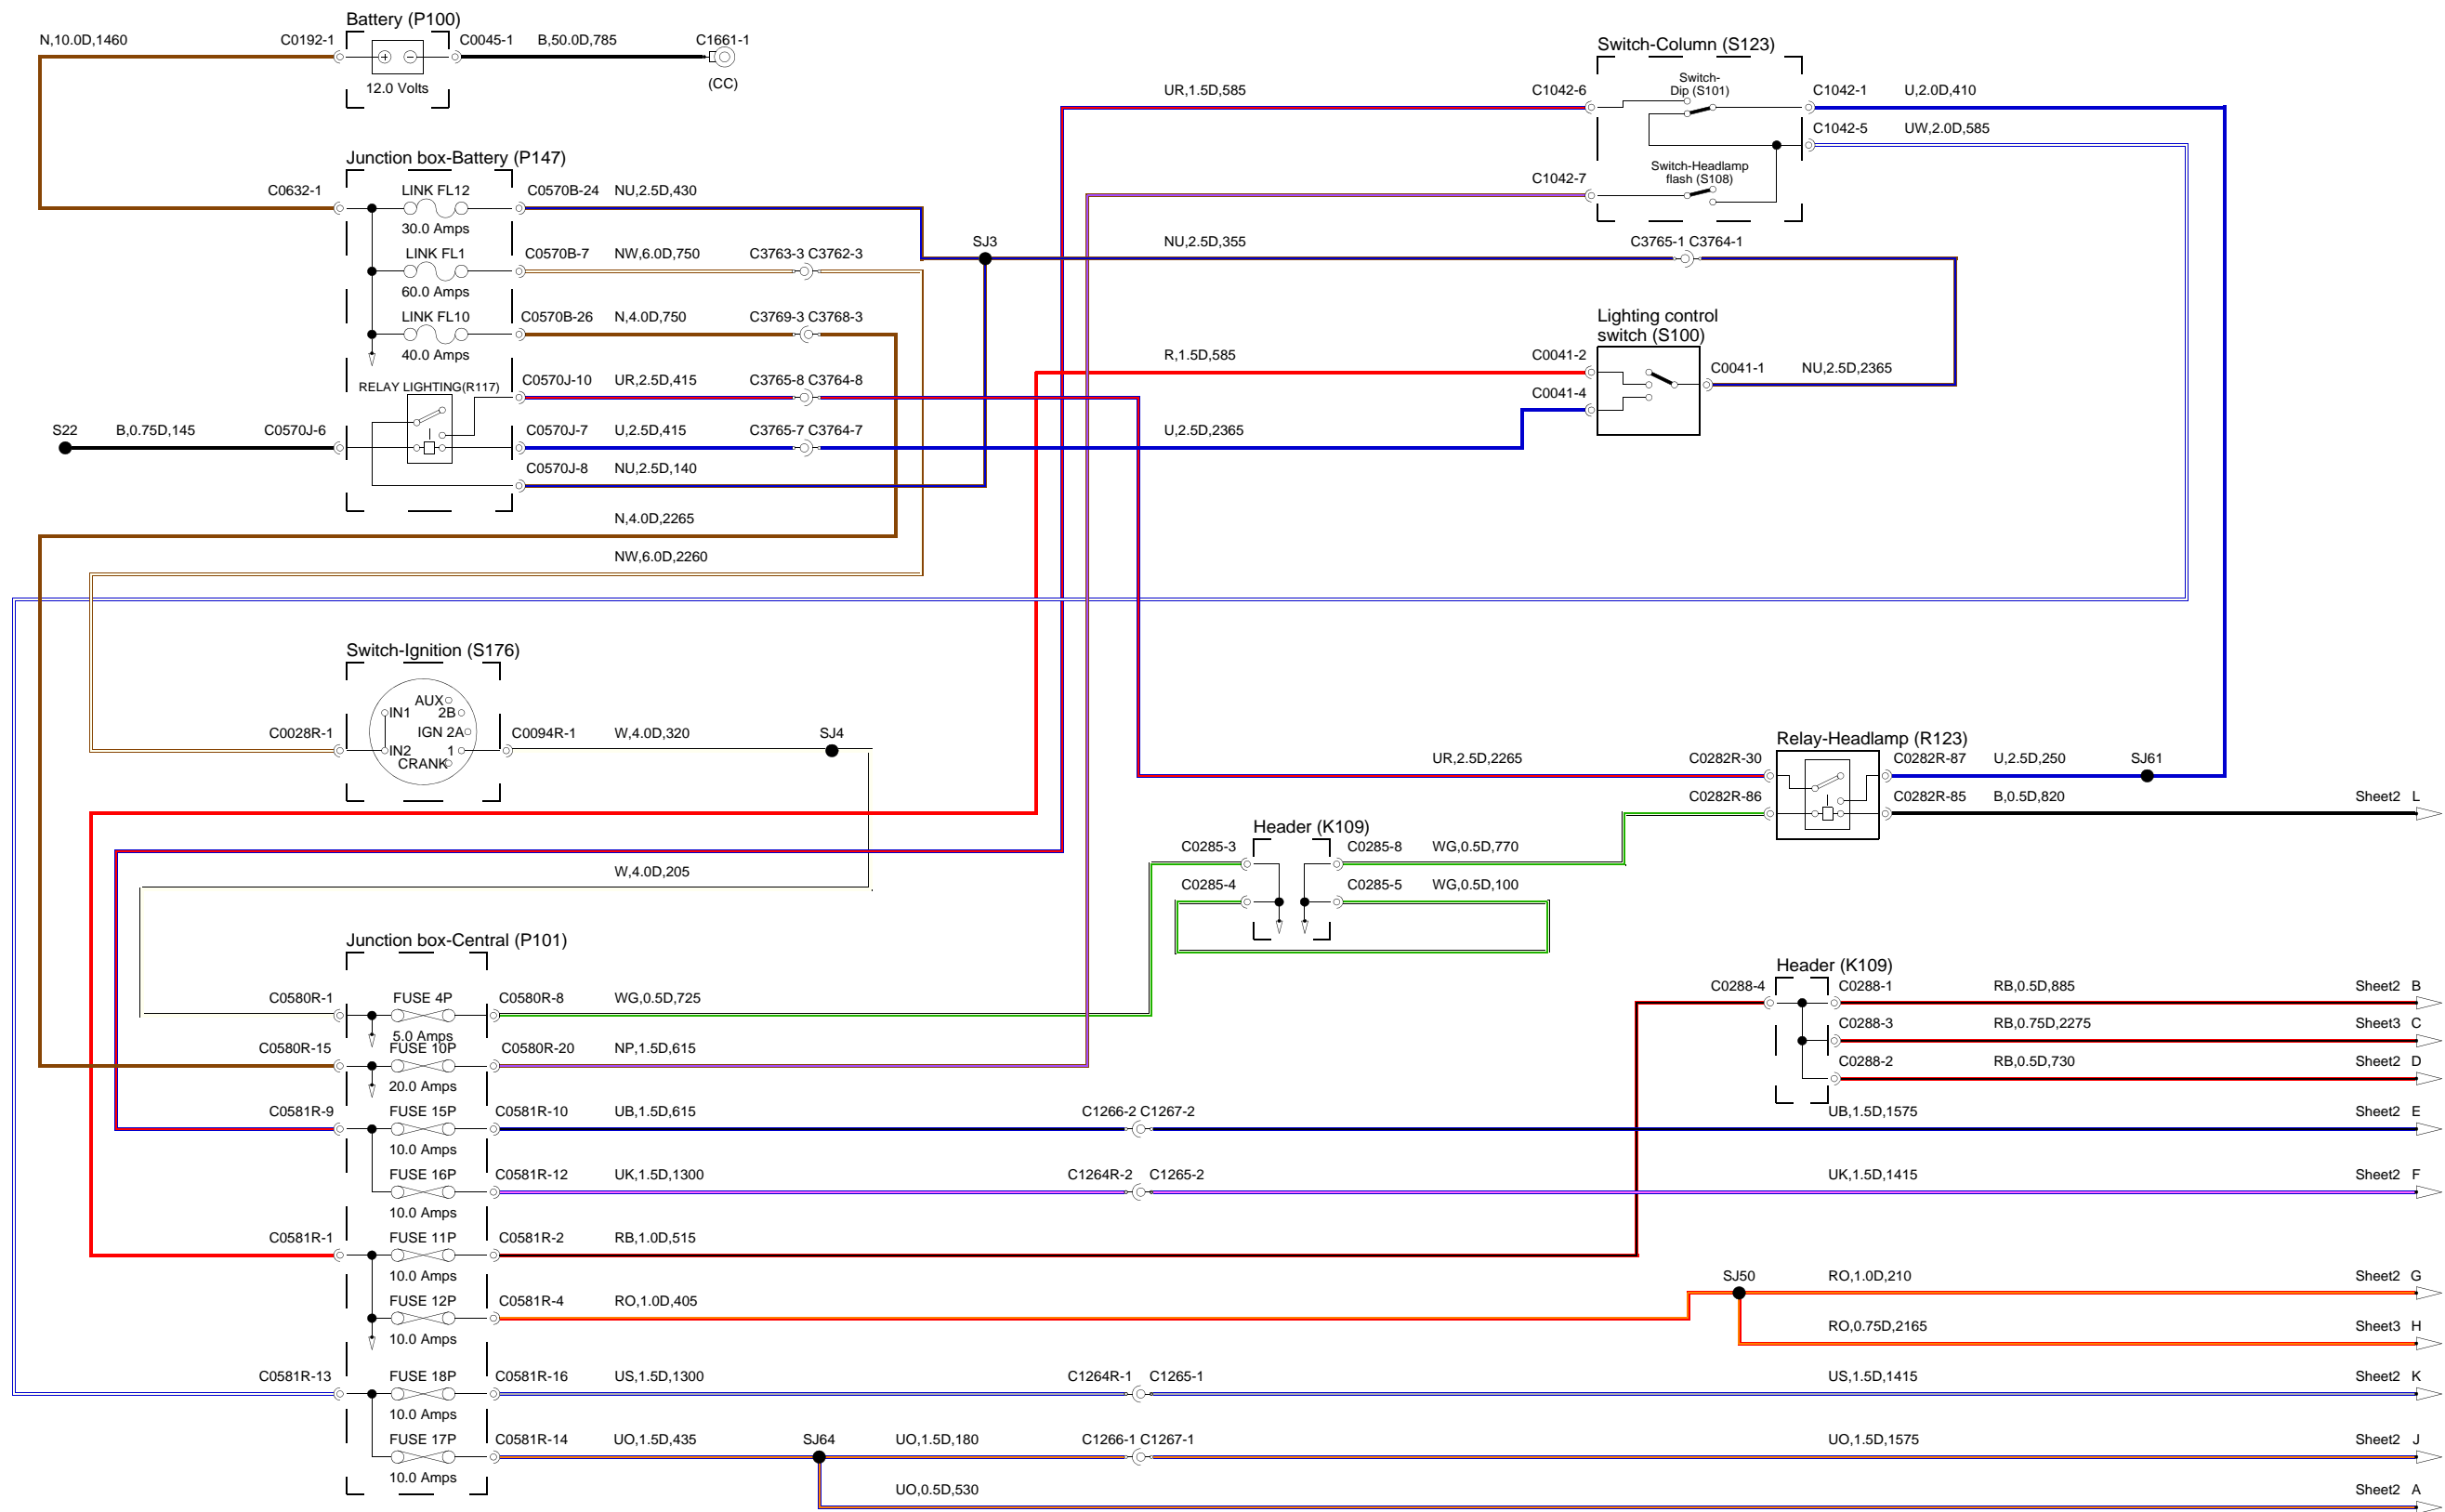 Battery (P100)
N,10.0D,1460
C0192-1
C0045-1
B,50.0D,785
C1661-1
12.0 Volts
(CC)
Switch-Column (S123)
Switch-
Dip (S101)
UR,1.5D,585
C1042-6
C1042-1
U,2.0D,410
C1042-5
UW,2.0D,585
Switch-Headlamp
flash (S108)
C1042-7
Junction box-Battery (P147)
C0632-1
LINK FL12
C0570B-24
NU,2.5D,430
30.0 Amps
LINK FL1
C0570B-7
NW,6.0D,750
C3763-3 C3762-3
60.0 Amps
SJ3
NU,2.5D,355
C3765-1 C3764-1
LINK FL10
C0570B-26
N,4.0D,750
C3769-3 C3768-3
40.0 Amps
Lighting control
switch (S100)
R,1.5D,585
C0041-2
C0041-1
NU,2.5D,2365
C0041-4
RELAY LIGHTING(R117)
C0570J-10
UR,2.5D,415
C3765-8 C3764-8
S22
B,0.75D,145
C0570J-6
C0570J-7
U,2.5D,415
C3765-7 C3764-7
U,2.5D,2365
C0570J-8
NU,2.5D,140
N,4.0D,2265
NW,6.0D,2260
Switch-Ignition (S176)
AUX
IN1
2B
IGN 2A
IN2
1
CRANK
C0028R-1
C0094R-1
W,4.0D,320
SJ4
Relay-Headlamp (R123)
UR,2.5D,2265
C0282R-30
C0282R-87
U,2.5D,250
SJ61
C0282R-86
C0282R-85
B,0.5D,820
Sheet2 L
Header (K109)
C0285-3
C0285-8
WG,0.5D,770
C0285-4
C0285-5
WG,0.5D,100
W,4.0D,205
Junction box-Central (P101)
C0580R-1
FUSE 4P
C0580R-8
WG,0.5D,725
5.0 Amps
Header (K109)
C0288-4
C0288-1
RB,0.5D,885
Sheet2 B
C0288-3
RB,0.75D,2275
Sheet3 C
C0288-2
RB,0.5D,730
Sheet2 D
C0580R-15
FUSE 10P
C0580R-20
NP,1.5D,615
20.0 Amps
C0581R-9
FUSE 15P
C0581R-10
UB,1.5D,615
C1266-2 C1267-2
UB,1.5D,1575
Sheet2 E
10.0 Amps
FUSE 16P
C0581R-12
UK,1.5D,1300
C1264R-2 C1265-2
UK,1.5D,1415
Sheet2 F
10.0 Amps
C0581R-1
FUSE 11P
C0581R-2
RB,1.0D,515
10.0 Amps
FUSE 12P
C0581R-4
RO,1.0D,405
10.0 Amps
SJ50
RO,1.0D,210
Sheet2 G
RO,0.75D,2165
Sheet3 H
C0581R-13
FUSE 18P
C0581R-16
US,1.5D,1300
C1264R-1 C1265-1
US,1.5D,1415
Sheet2 K
10.0 Amps
FUSE 17P
C0581R-14
UO,1.5D,435
SJ64
UO,1.5D,180
C1266-1 C1267-1
UO,1.5D,1575
Sheet2 J
10.0 Amps
UO,0.5D,530
Sheet2 A